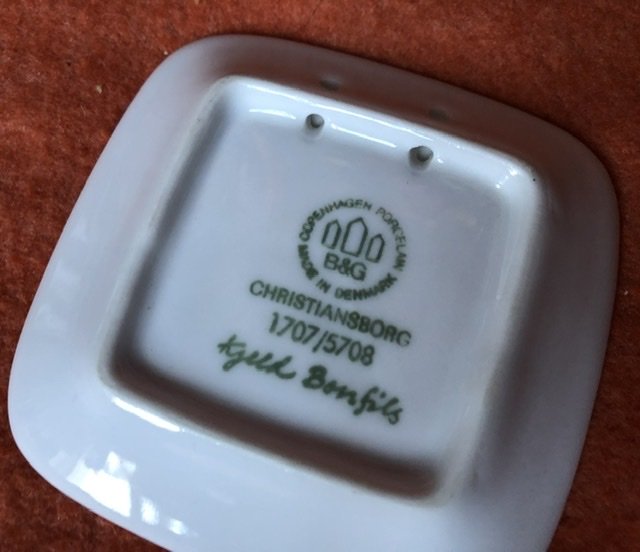 COPENHAGEN PORCELAIN
MADE IN DENMARK
B&G
CHRISTIANSBORG
1707/5708
Kjeld Bonfils